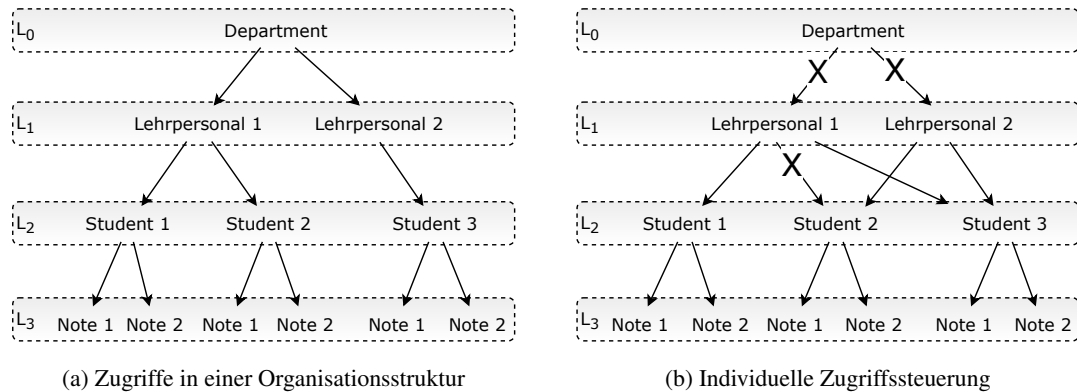 L0 Department
L1 Lehrpersonal 1 Lehrpersonal 2
L2 Student 1 Student 2 Student 3
L3 Note 1 Note 2 Note 1 Note 2 Note 1 Note 2
(a) Zugriffe in einer Organisationsstruktur
L0 Department
X X
L1 Lehrpersonal 1 Lehrpersonal 2
X
L2 Student 1 Student 2 Student 3
L3 Note 1 Note 2 Note 1 Note 2 Note 1 Note 2
(b) Individuelle Zugriffssteuerung